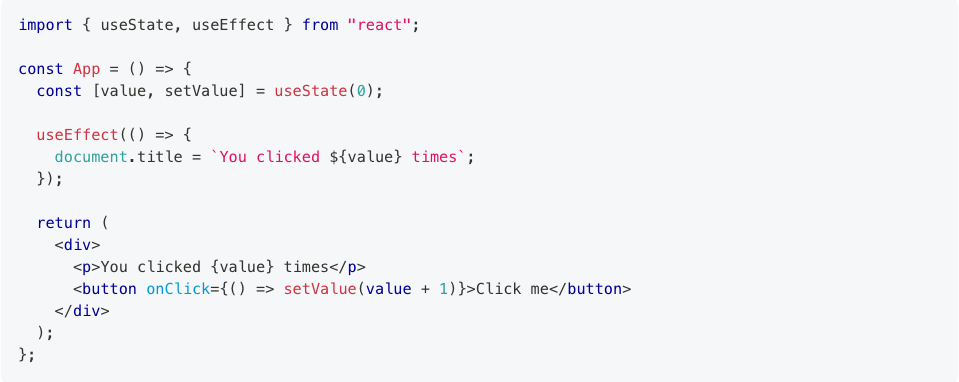 import { useState, useEffect } from "react";
const App = () => {
  const [value, setValue] = useState(0);
  useEffect(() => {
    document.title = `You clicked ${value} times`;
  });
  return (
    <div>
      <p>You clicked {value} times</p>
      <button onClick={() => setValue(value + 1)}>Click me</button>
    </div>
  );
};